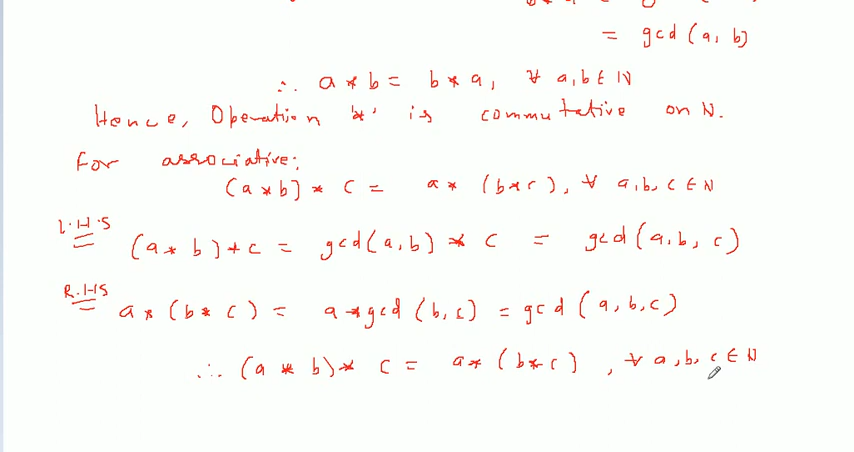 = gcd (a, b)
∴ a * b = b * a, ∀ a, b ∈ N
Hence, Operation '*' is commutative on N.
For associative:
(a * b) * c = a * (b * c), ∀ a, b, c ∈ N
L.H.S (a * b) * c = gcd(a, b) * c = gcd (a, b, c)
R.H.S a * (b * c) = a * gcd (b, c) = gcd (a, b, c)
∴ (a * b) * c = a * (b * c), ∀ a, b, c ∈ N